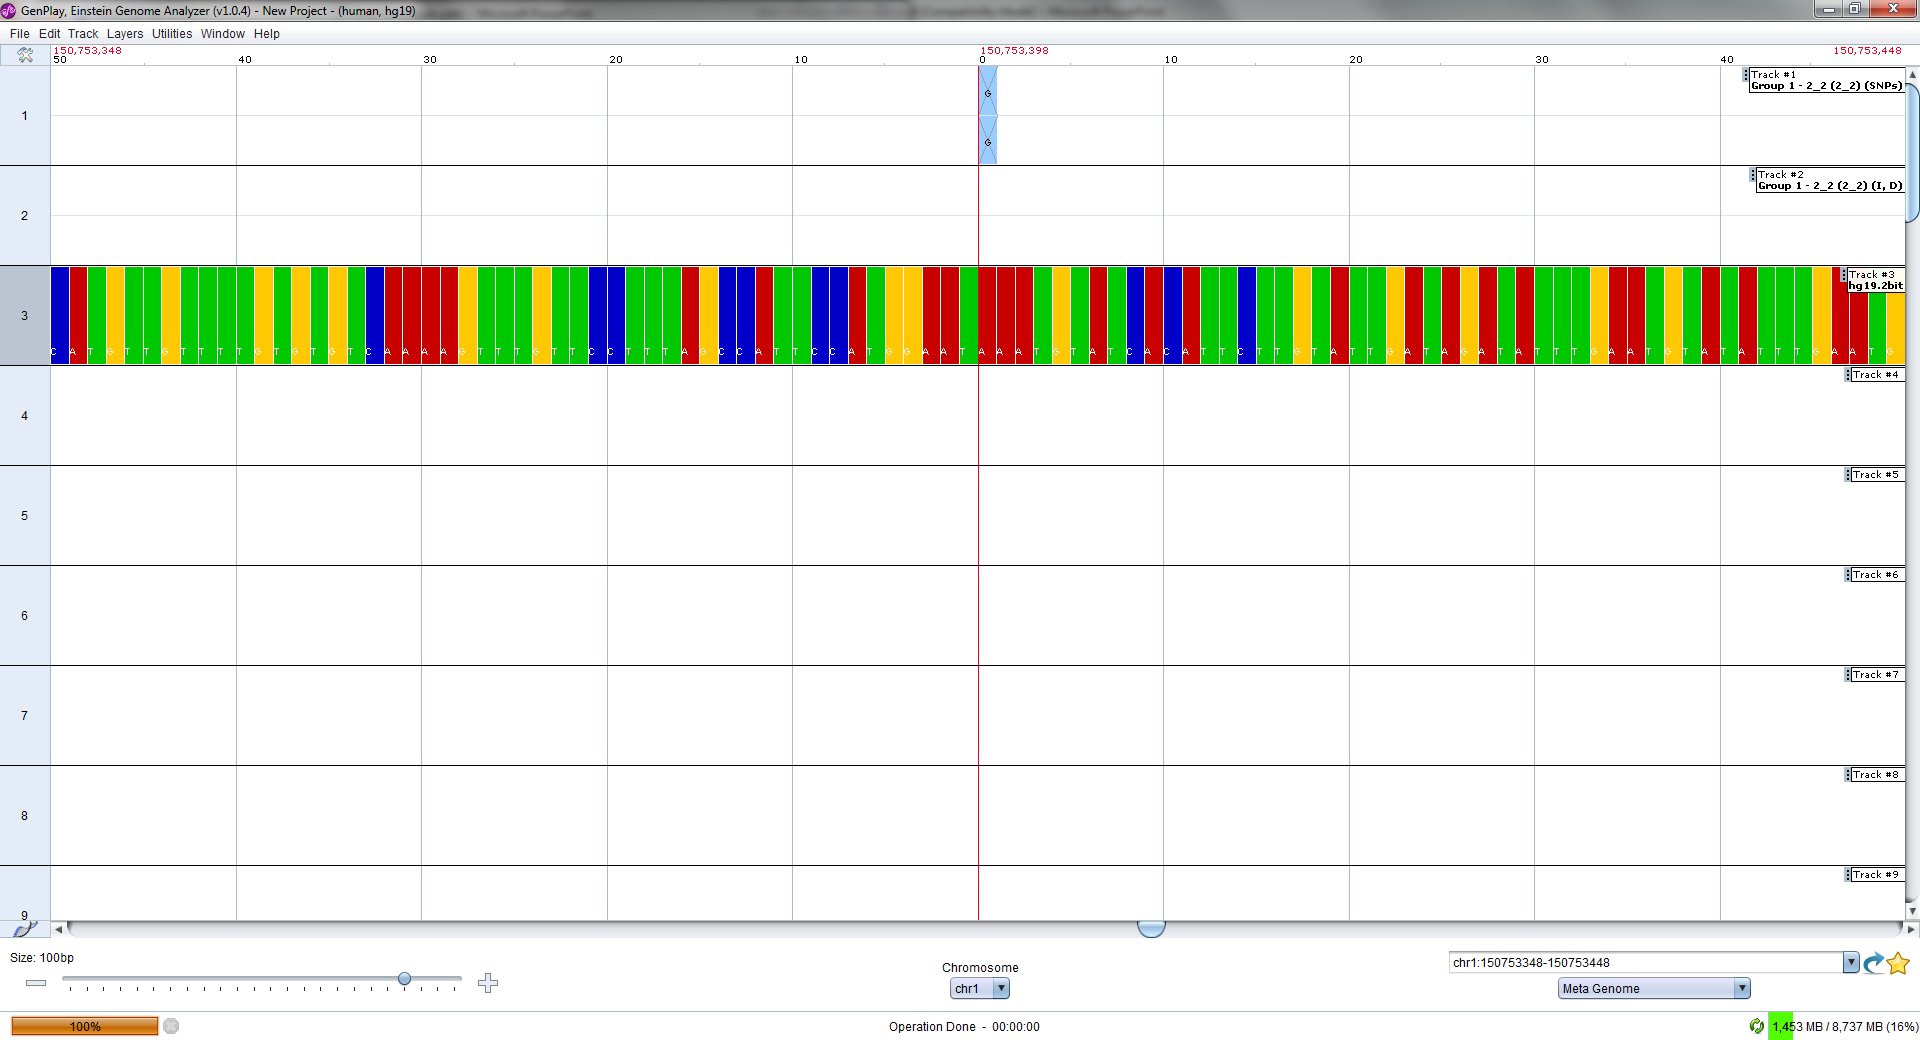 GenPlay, Einstein Genome Analyzer (v1.0.4) - New Project - (human, hg19)
File Edit Track Layers Utilities Window Help
150,753,348 150,753,398 150,753,448
50 40 30 20 10 0 10 20 30 40
1
G
G
Track #1
Group 1 - 2_2 (2_2) (SNPs)
2
Track #2
Group 1 - 2_2 (2_2) (I, D)
3
Track #3
hg19.2bit
C A T G T T G T T T T G T G T G T C A A A A G T T T G T T C C T T T A G C C A T T C C A T G G A A T A A A T G T A T C A C A T T C T T G T A T T G A T A G A T A T T T G A A T G T A T A T T T G A A T G
4
Track #4
5
Track #5
6
Track #6
7
Track #7
8
Track #8
9
Track #9
Size: 100bp
Chromosome
chr1
chr1:150753348-150753448
Meta Genome
100%
Operation Done - 00:00:00
1,453 MB / 8,737 MB (16%)